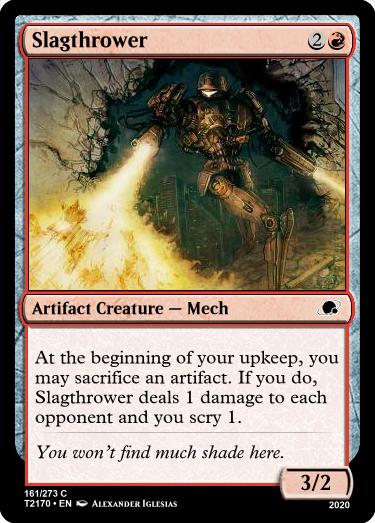 Slagthrower 2
Artifact Creature — Mech
At the beginning of your upkeep, you
may sacrifice an artifact. If you do,
Slagthrower deals 1 damage to each
opponent and you scry 1.
You won't find much shade here.
3/2
161/273 C
T2170 • EN Alexander Iglesias
2020